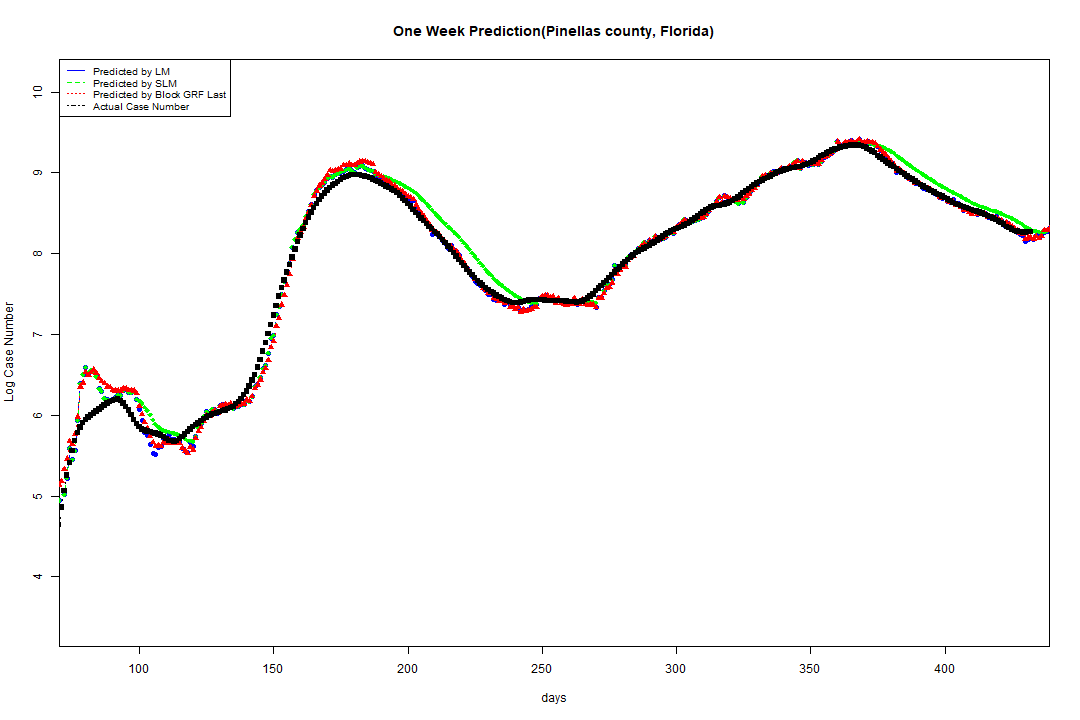 One Week Prediction(Pinellas county, Florida)
Predicted by LM
Predicted by SLM
Predicted by Block GRF Last
Actual Case Number
10
9
8
7
6
5
4
Log Case Number
100 150 200 250 300 350 400
days